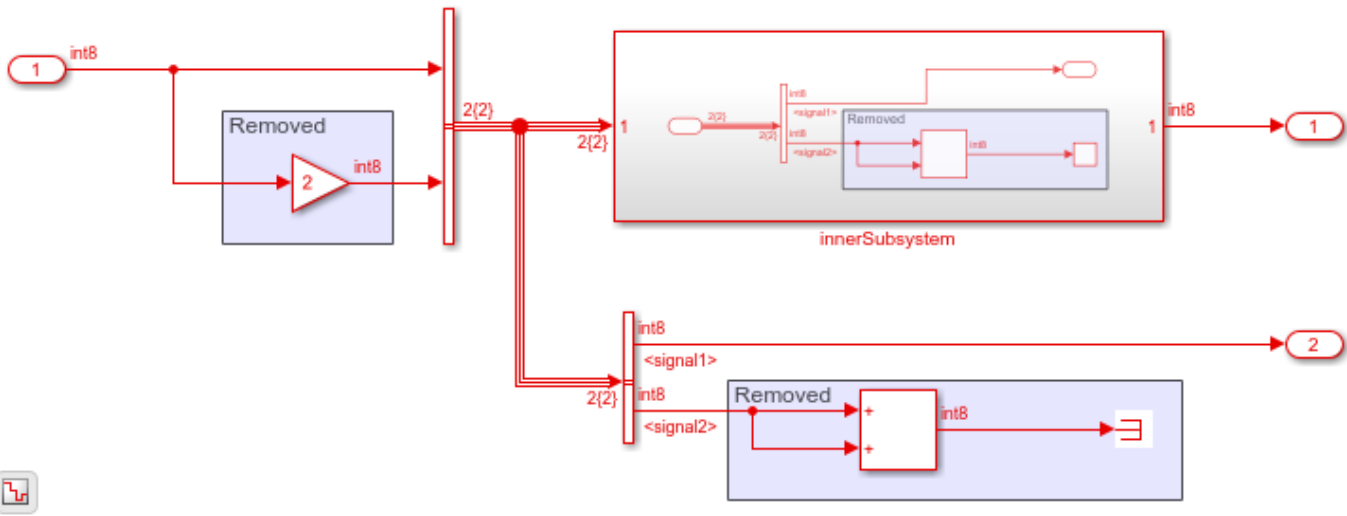 int8
1
Removed
2
int8
2{2}
2{2}
1
2{2}
2{2}
int8
<signal1>
int8
<signal2>
Removed
int8
1
int8
1
innerSubsystem
int8
<signal1>
2
2{2}
int8
<signal2>
Removed
+
+
int8